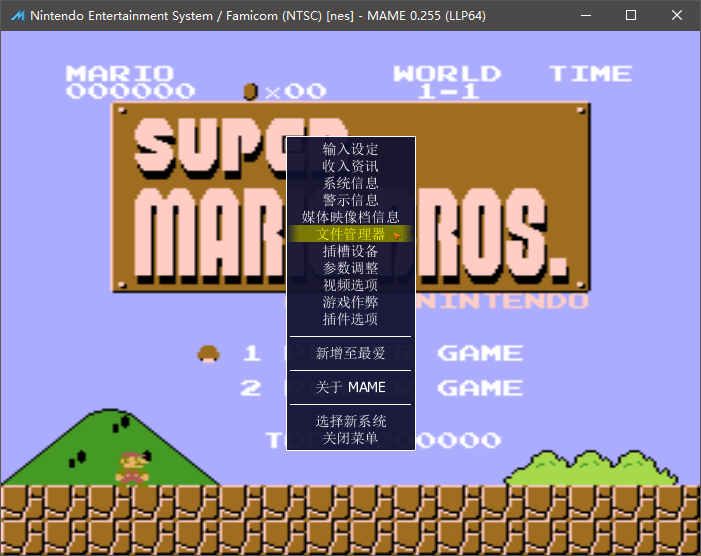 Nintendo Entertainment System / Famicom (NTSC) [nes] - MAME 0.255 (LLP64)
MARIO WORLD TIME
000000 ×00 1-1
SUPER
MARIO BROS.
NINTENDO
1 GAME
2 GAME
000000
输入设定
收入资讯
系统信息
警示信息
媒体映像档信息
文件管理器
插槽设备
参数调整
视频选项
游戏作弊
插件选项
新增至最爱
关于 MAME
选择新系统
关闭菜单